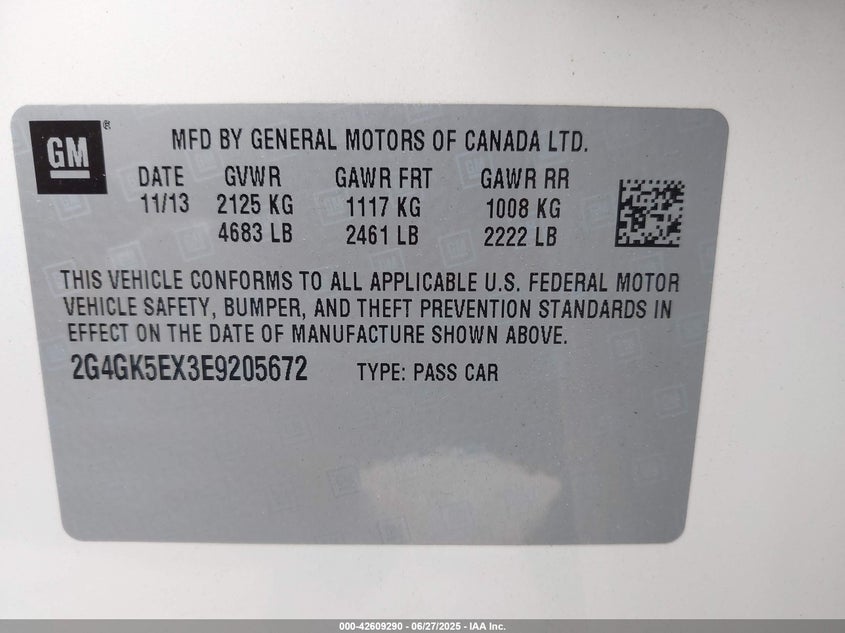 GM®
MFD BY GENERAL MOTORS OF CANADA LTD.
DATE GVWR GAWR FRT GAWR RR
11/13 2125 KG 1117 KG 1008 KG
4683 LB 2461 LB 2222 LB
THIS VEHICLE CONFORMS TO ALL APPLICABLE U.S. FEDERAL MOTOR
VEHICLE SAFETY, BUMPER, AND THEFT PREVENTION STANDARDS IN
EFFECT ON THE DATE OF MANUFACTURE SHOWN ABOVE.
2G4GK5EX3E9205672 TYPE: PASS CAR
000-42609290 - 06/27/2025 - IAA Inc.